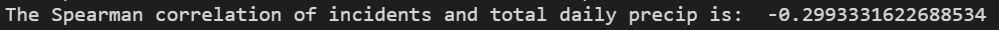 The Spearman correlation of incidents and total daily precip is:  -0.2993331622688534